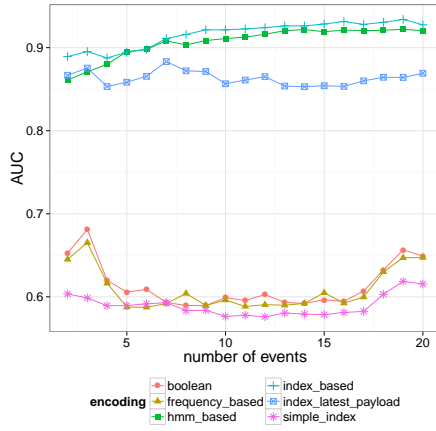 0.9
0.8
0.7
0.6
AUC
5
10
15
20
number of events
encoding
boolean
frequency_based
hmm_based
index_based
index_latest_payload
simple_index